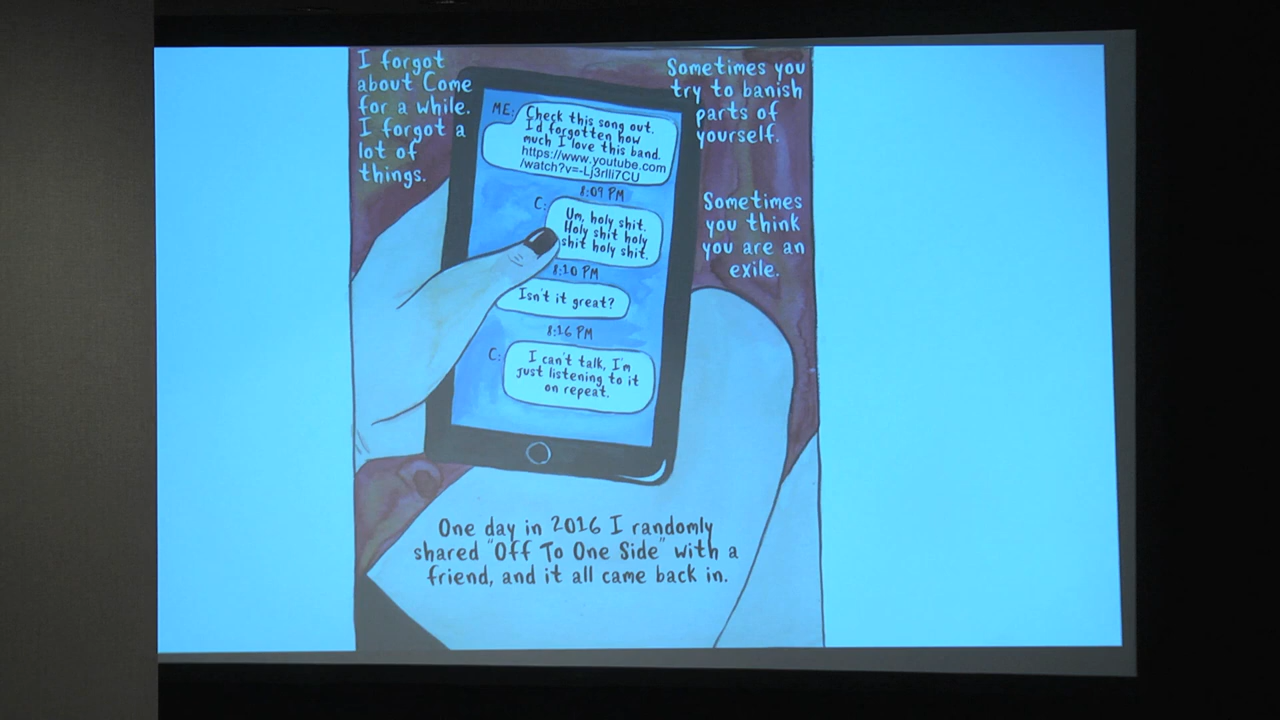 I forgot
about Come
for a while.
I forgot a
lot of
things.
Sometimes you
try to banish
parts of
yourself.
Sometimes
you think
you are an
exile.
ME:
Check this song out.
I'd forgotten how
much I love this band.
https://www.youtube.com
/watch?v=-Lj3rlli7CU
8:09 PM
C:
Um, holy shit.
Holy shit holy
shit holy shit.
8:10 PM
Isn't it great?
8:16 PM
C:
I can't talk, I'm
just listening to it
on repeat.
One day in 2016 I randomly
shared "Off To One Side" with a
friend, and it all came back in.